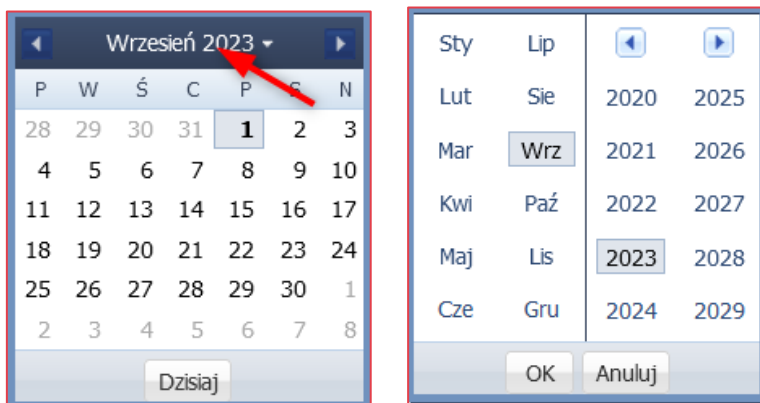 Wrzesień 2023
P W Ś C P S N
28 29 30 31 1 2 3
4 5 6 7 8 9 10
11 12 13 14 15 16 17
18 19 20 21 22 23 24
25 26 27 28 29 30 1
2 3 4 5 6 7 8
Dzisiaj
Sty Lip
Lut Sie 2020 2025
Mar Wrz 2021 2026
Kwi Paź 2022 2027
Maj Lis 2023 2028
Cze Gru 2024 2029
OK Anuluj